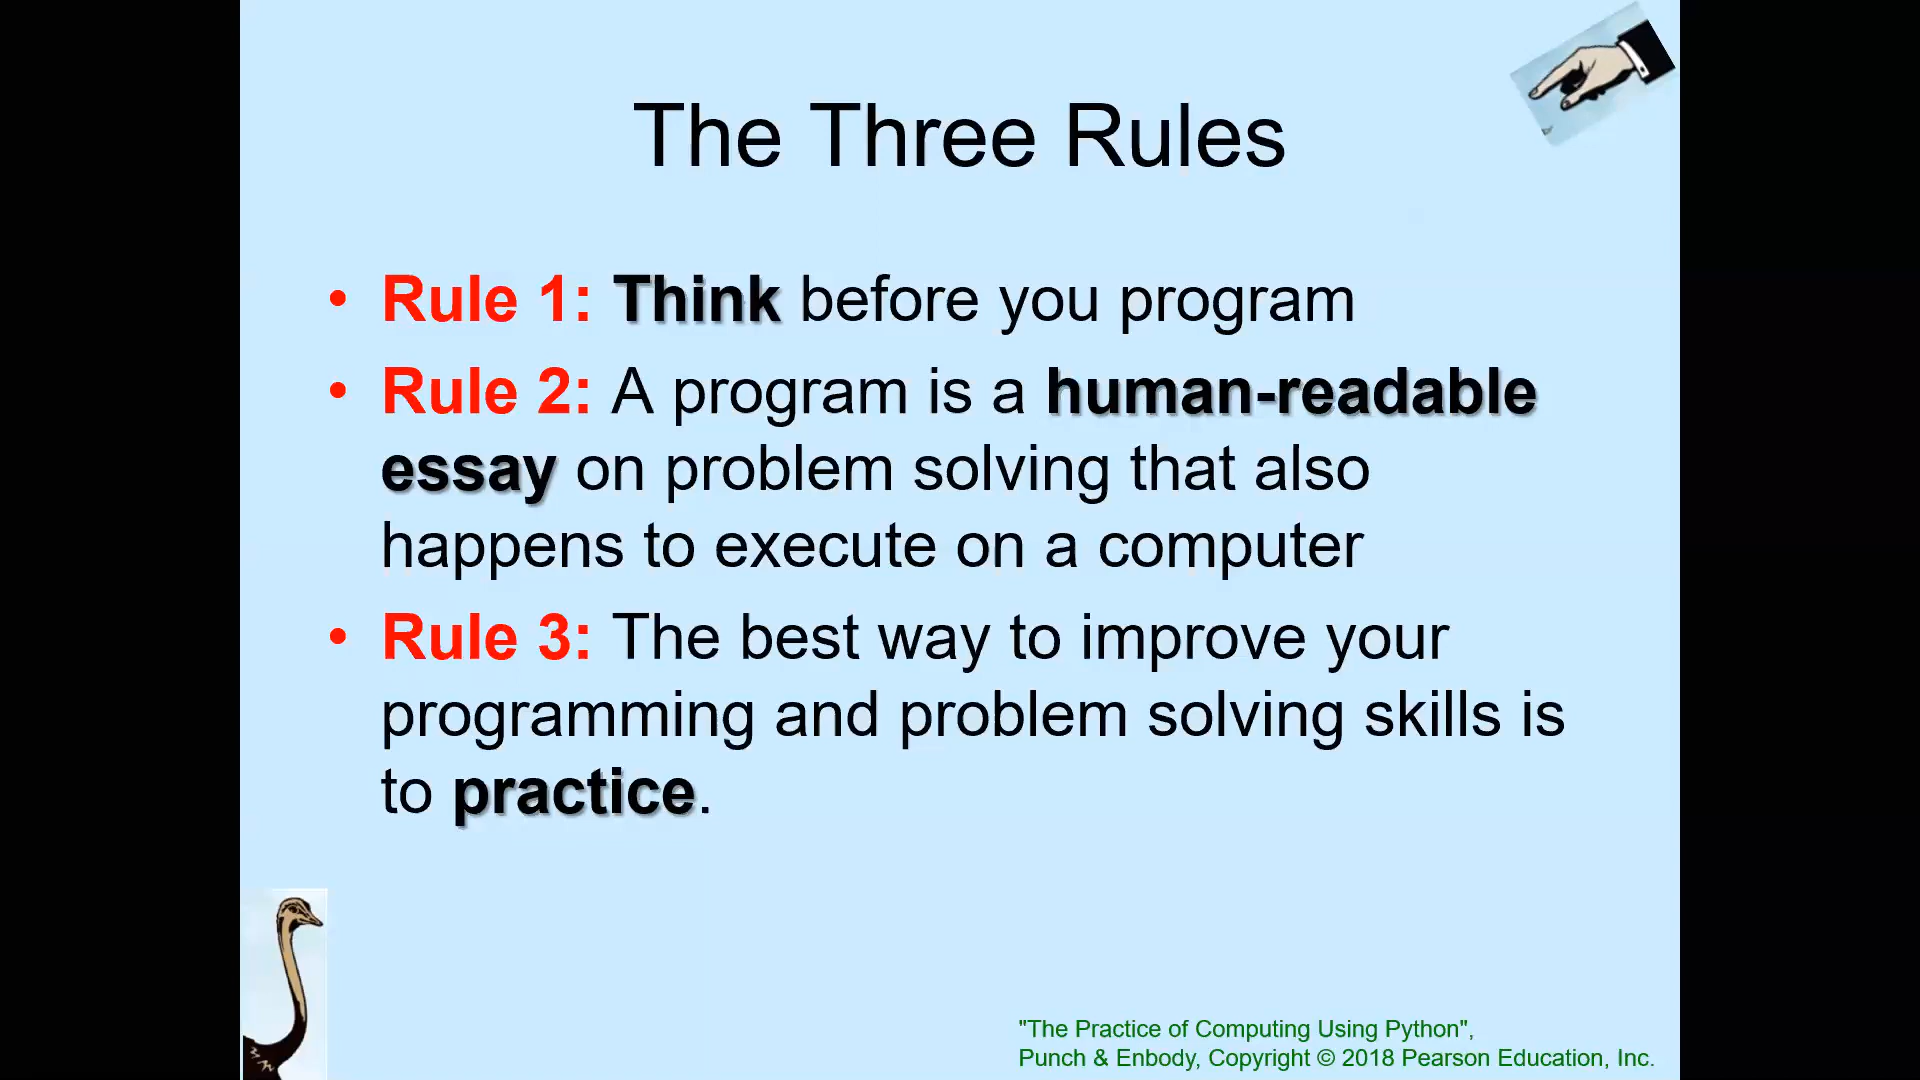 The Three Rules
• Rule 1: Think before you program
• Rule 2: A program is a human-readable
essay on problem solving that also
happens to execute on a computer
• Rule 3: The best way to improve your
programming and problem solving skills is
to practice.
"The Practice of Computing Using Python",
Punch & Enbody, Copyright © 2018 Pearson Education, Inc.